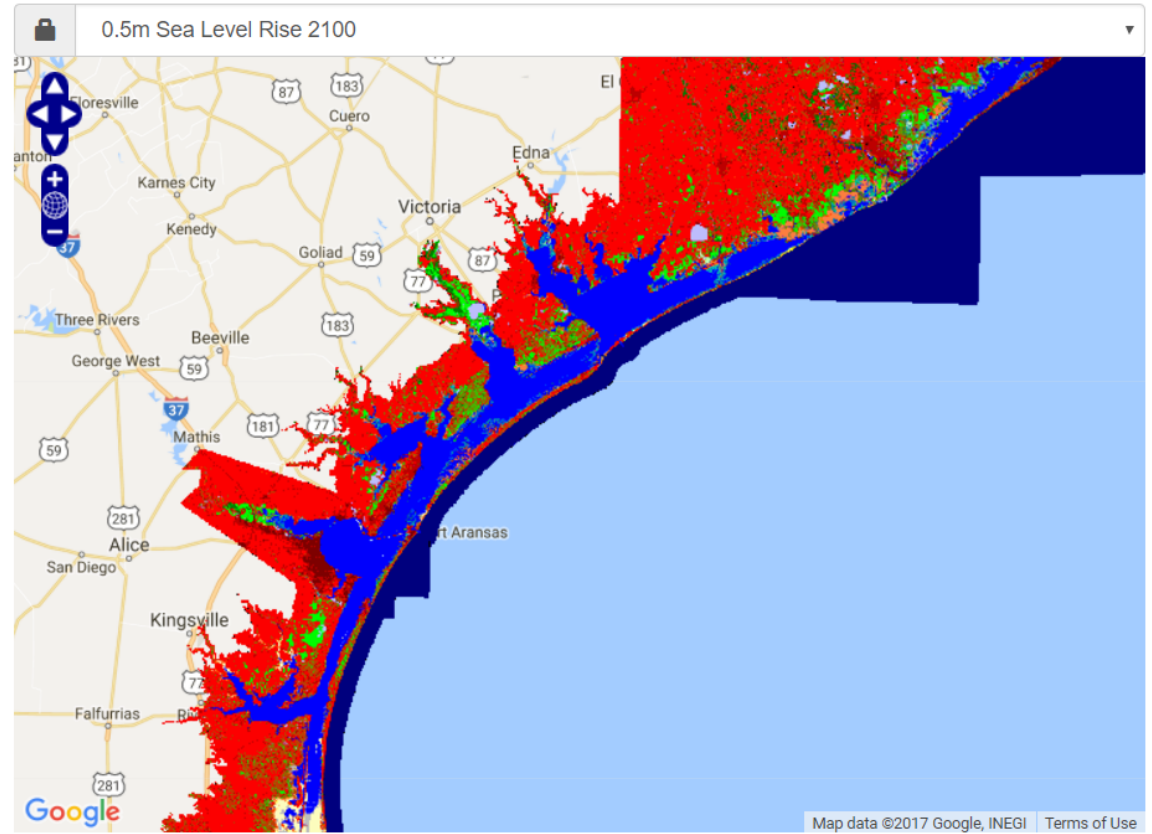 0.5m Sea Level Rise 2100
87
183
Floresville
Cuero
Edna
Karnes City
Victoria
Kenedy
37
Goliad
59
87
77
Three Rivers
183
Beeville
George West
59
37
181
77
Mathis
59
281
Alice
rt Aransas
San Diego
Kingsville
77
Falfurrias
281
Google
Map data ©2017 Google, INEGI
Terms of Use